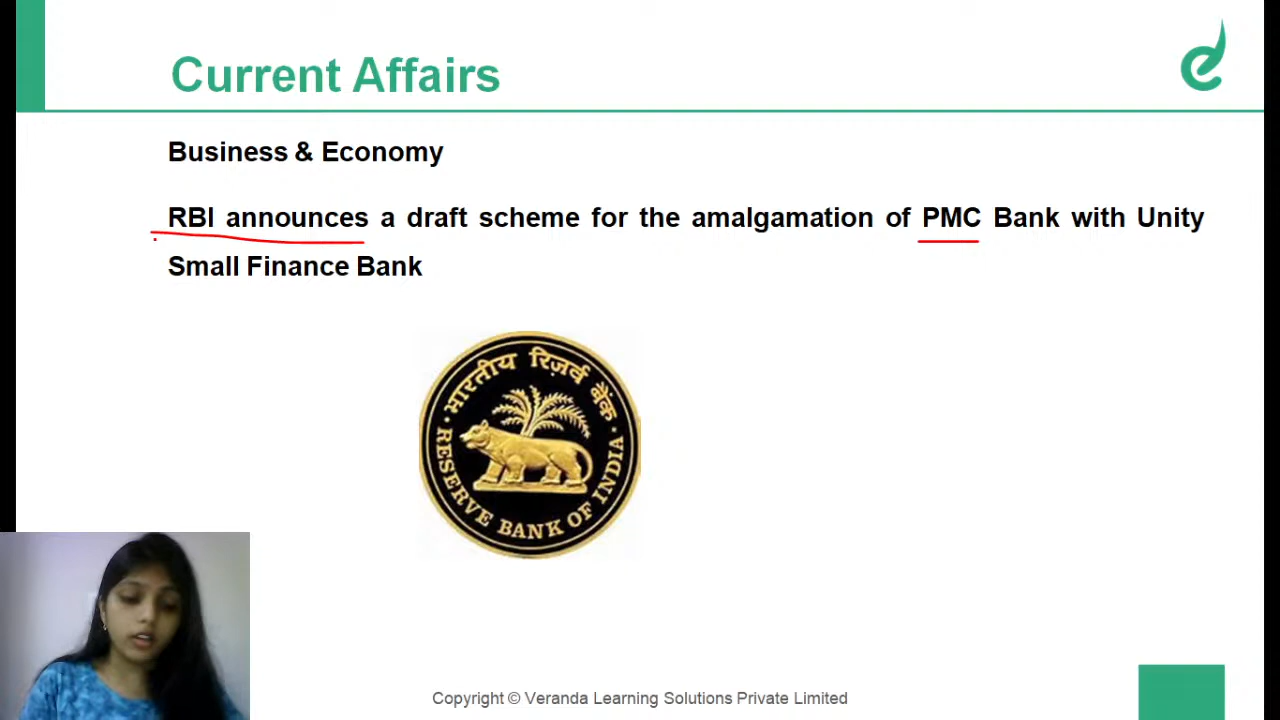 Current Affairs
Business & Economy
RBI announces a draft scheme for the amalgamation of PMC Bank with Unity
Small Finance Bank
भारतीय रिज़र्व बैंक
RESERVE BANK OF INDIA
Copyright © Veranda Learning Solutions Private Limited